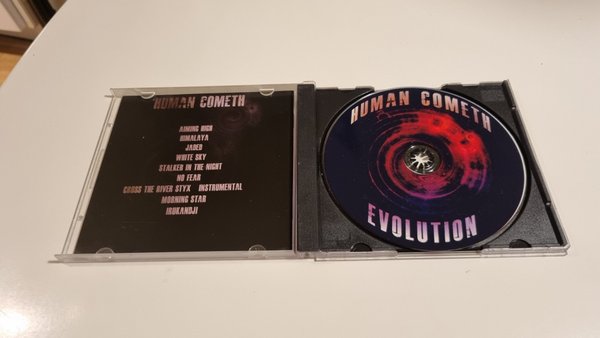 HUMAN COMETH
AIMING HIGH
HIMALAYA
JADED
WHITE SKY
STALKED IN THE NIGHT
NO FEAR
CROSS THE RIVER STYX INSTRUMENTAL
MORNING STAR
IRUKANDJI
HUMAN COMETH
EVOLUTION